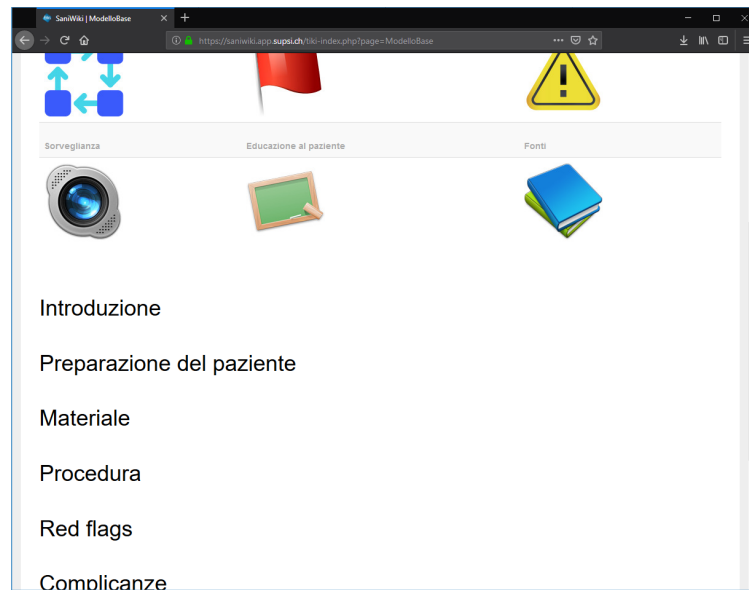 SaniWiki | ModelloBase
https://saniwiki.app.supsi.ch/tiki-index.php?page=ModelloBase
Sorveglianza Educazione al paziente Fonti
Introduzione
Preparazione del paziente
Materiale
Procedura
Red flags
Complicanze